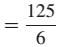 = 125/6